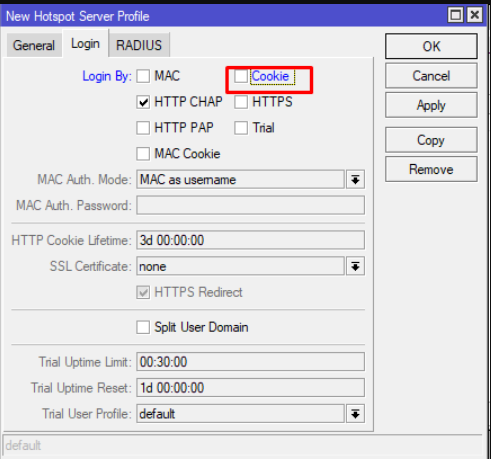 New Hotspot Server Profile
General Login RADIUS
OK
Login By: MAC Cookie
Cancel
HTTP CHAP HTTPS
Apply
HTTP PAP Trial
Copy
MAC Cookie
Remove
MAC Auth. Mode: MAC as username
MAC Auth. Password:
HTTP Cookie Lifetime: 3d 00:00:00
SSL Certificate: none
HTTPS Redirect
Split User Domain
Trial Uptime Limit: 00:30:00
Trial Uptime Reset: 1d 00:00:00
Trial User Profile: default
default